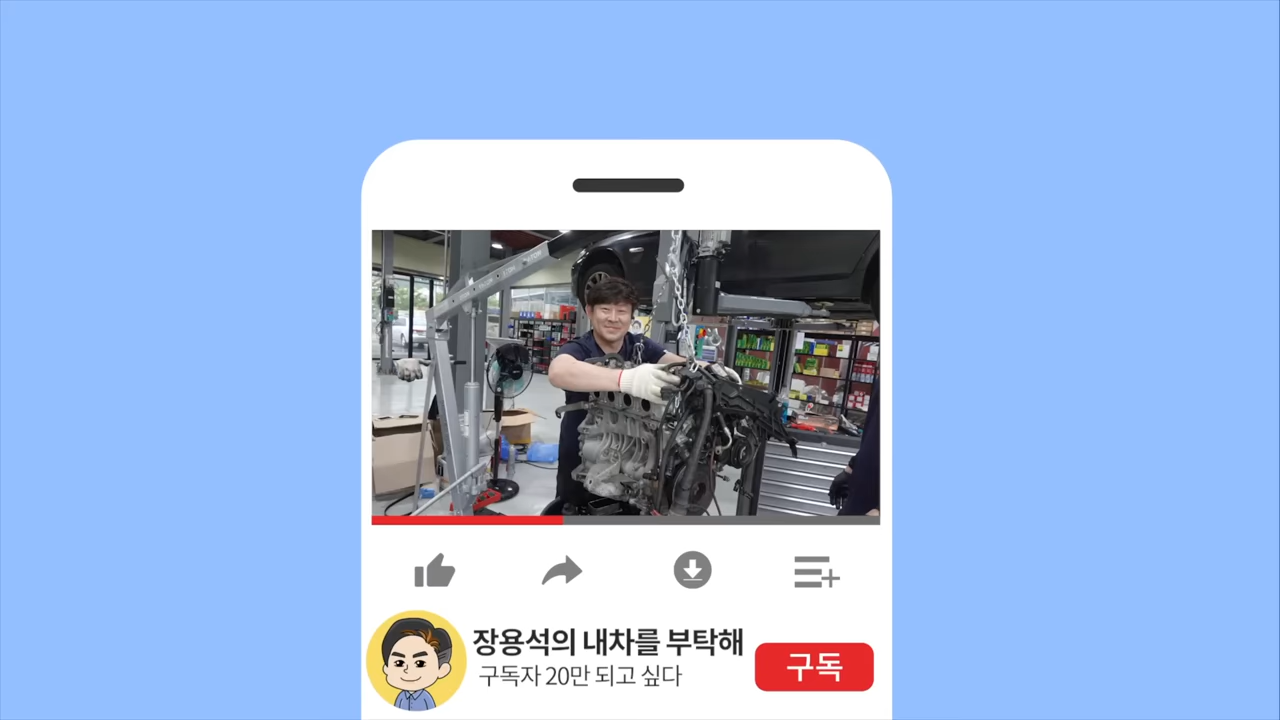 장용석의 내차를 부탁해
구독자 20만 되고 싶다
구독